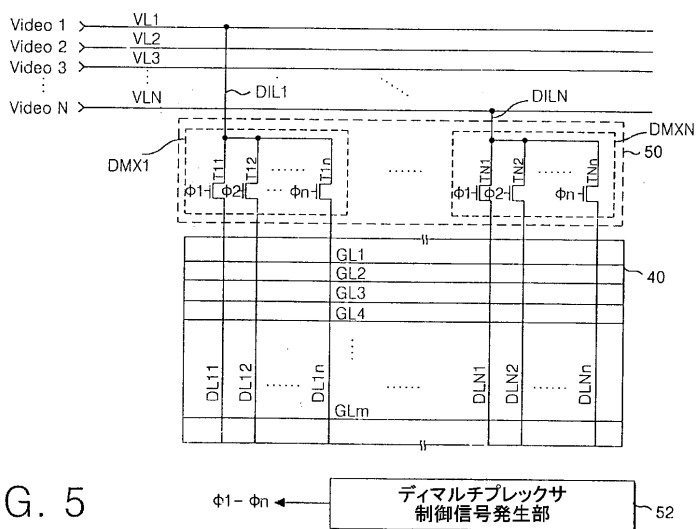 Video 1 VL1
Video 2 VL2
Video 3 VL3
Video N VLN
DIL1 DILN
DMX1 DMXN
50
T11 T12 T1n TN1 TN2 TNn
Φ1 Φ2 Φn Φ1 Φ2 Φn
GL1
40
GL2
GL3
GL4
DL11 DL12 DL1n DLN1 DLN2 DLNn
GLm
G. 5
Φ1- Φn
ディマルチプレックサ
制御信号発生部
52